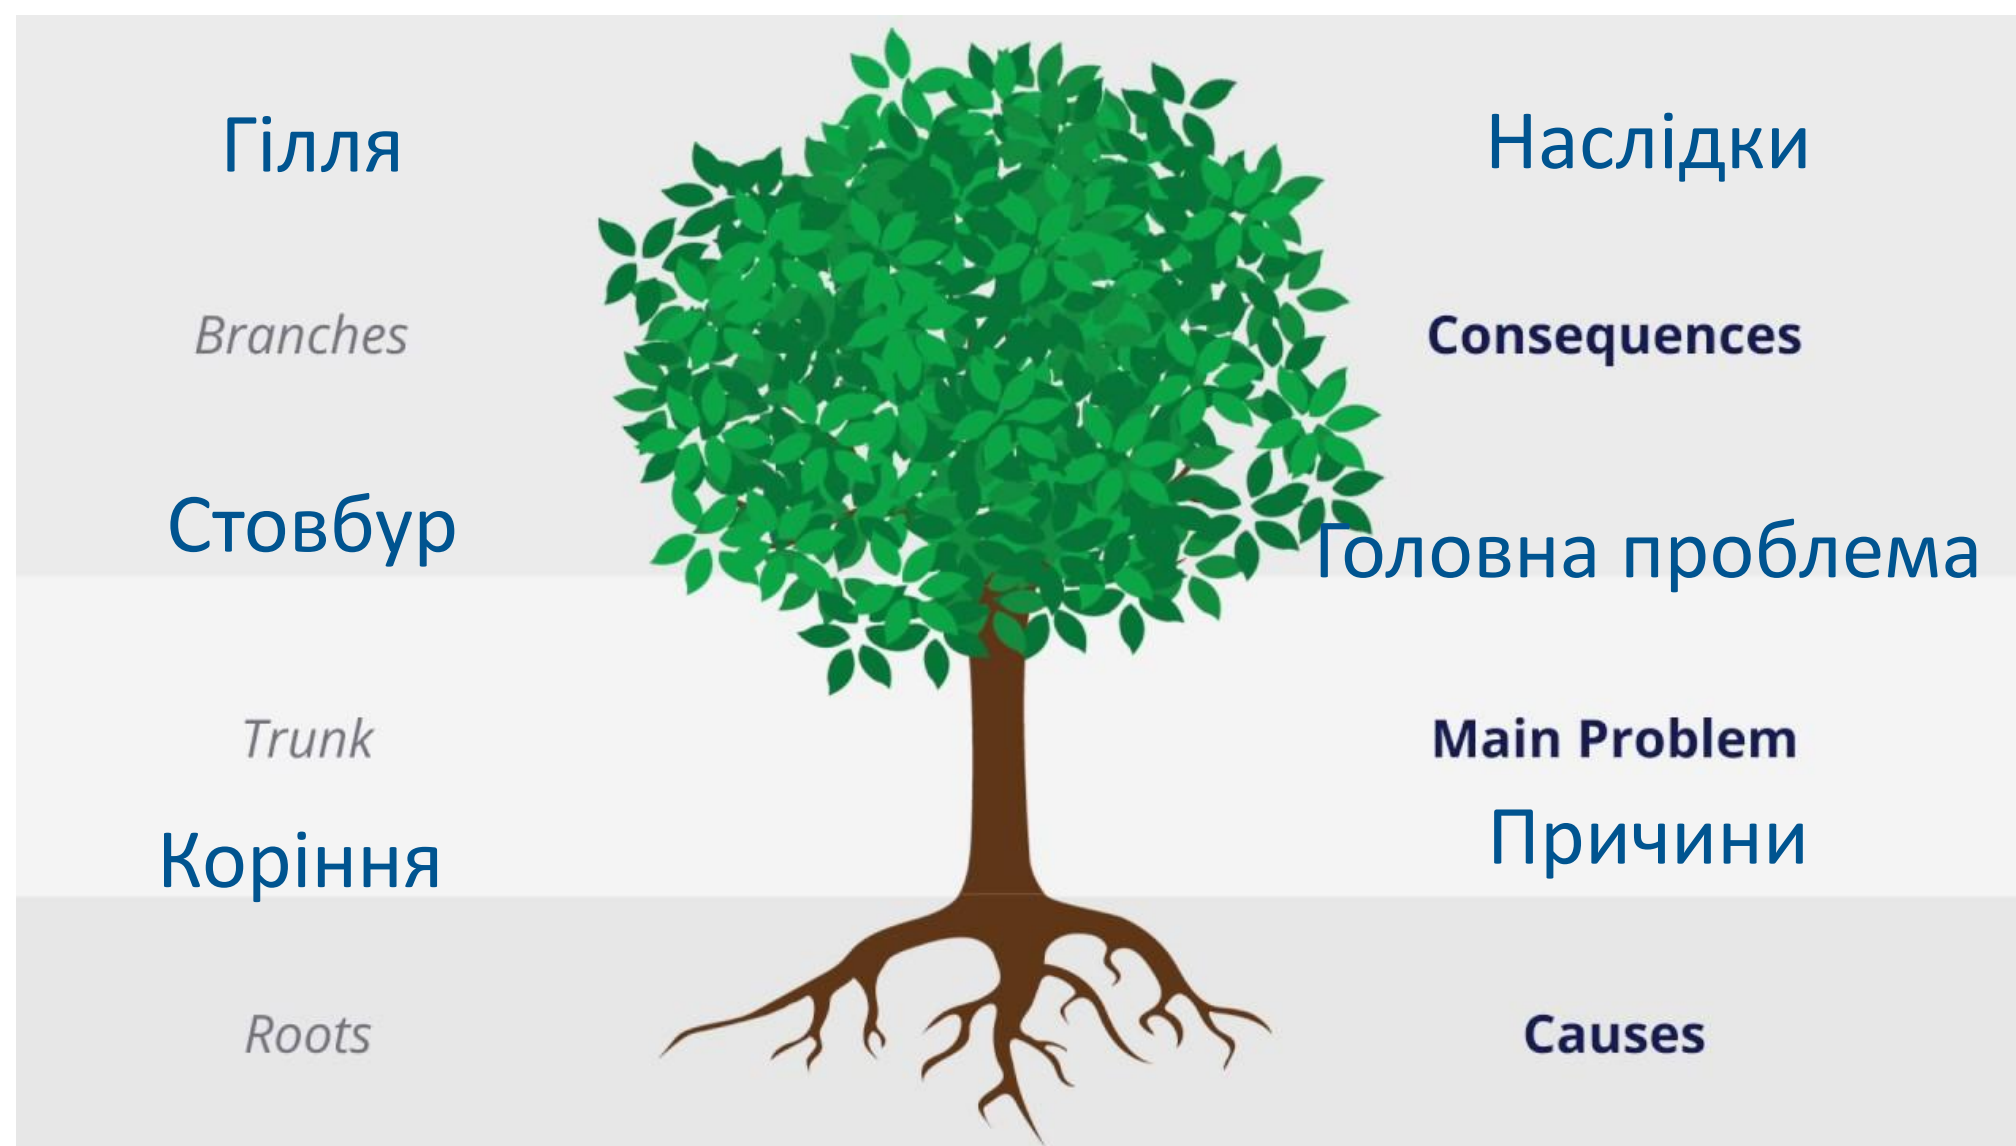 Гілля
Наслідки
Branches
Consequences
Стовбур
Головна проблема
Trunk
Main Problem
Коріння
Причини
Roots
Causes